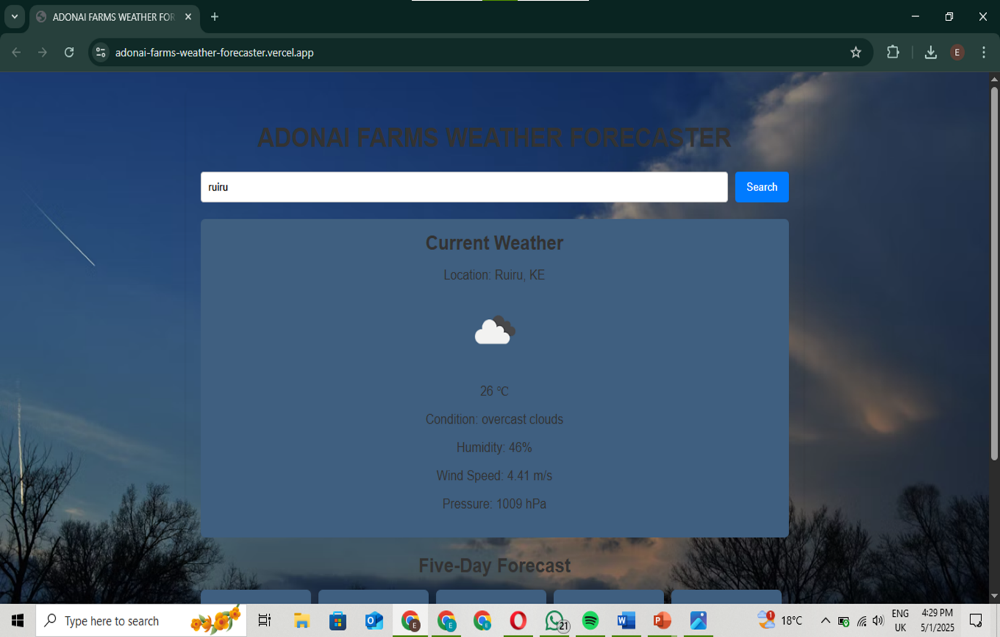 ADONAI FARMS WEATHER FOR
adonai-farms-weather-forecaster.vercel.app
E
ADONAI FARMS WEATHER FORECASTER
ruiru
Search
Current Weather
Location: Ruiru, KE
26 °C
Condition: overcast clouds
Humidity: 46%
Wind Speed: 4.41 m/s
Pressure: 1009 hPa
Five-Day Forecast
Type here to search
21
1
18°C
ENG
UK
4:29 PM
5/1/2025